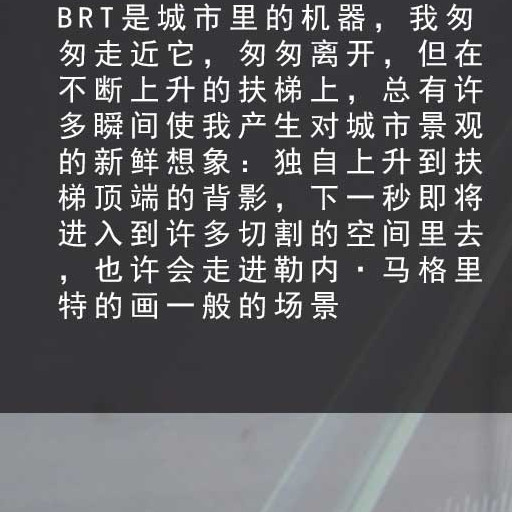 BRT是城市里的机器，我匆
匆走近它，匆匆离开，但在
不断上升的扶梯上，总有许
多瞬间使我产生对城市景观
的新鲜想象：独自上升到扶
梯顶端的背影，下一秒即将
进入到许多切割的空间里去
，也许会走进勒内·马格里
特的画一般的场景